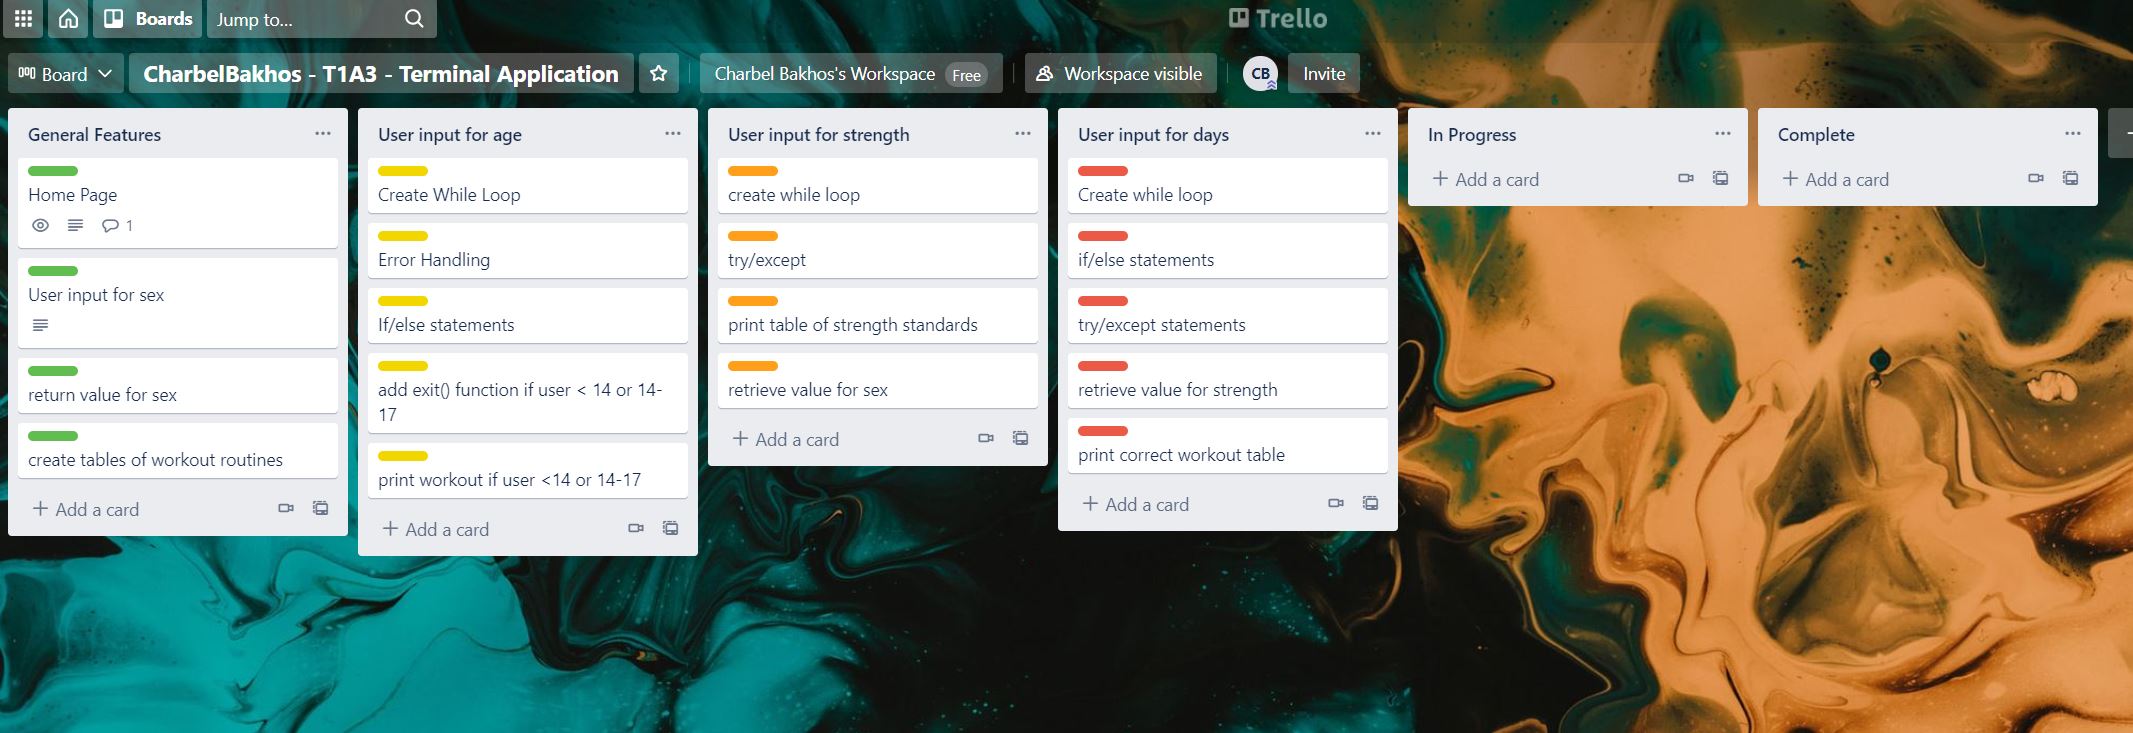 Boards
Jump to...
Trello
Board
CharbelBakhos - T1A3 - Terminal Application
Charbel Bakhos's Workspace Free
Workspace visible
CB
Invite
General Features
Home Page
1
User input for sex
return value for sex
create tables of workout routines
+ Add a card
User input for age
Create While Loop
Error Handling
If/else statements
add exit() function if user < 14 or 14-
17
print workout if user <14 or 14-17
+ Add a card
User input for strength
create while loop
try/except
print table of strength standards
retrieve value for sex
+ Add a card
User input for days
Create while loop
if/else statements
try/except statements
retrieve value for strength
print correct workout table
+ Add a card
In Progress
+ Add a card
Complete
+ Add a card